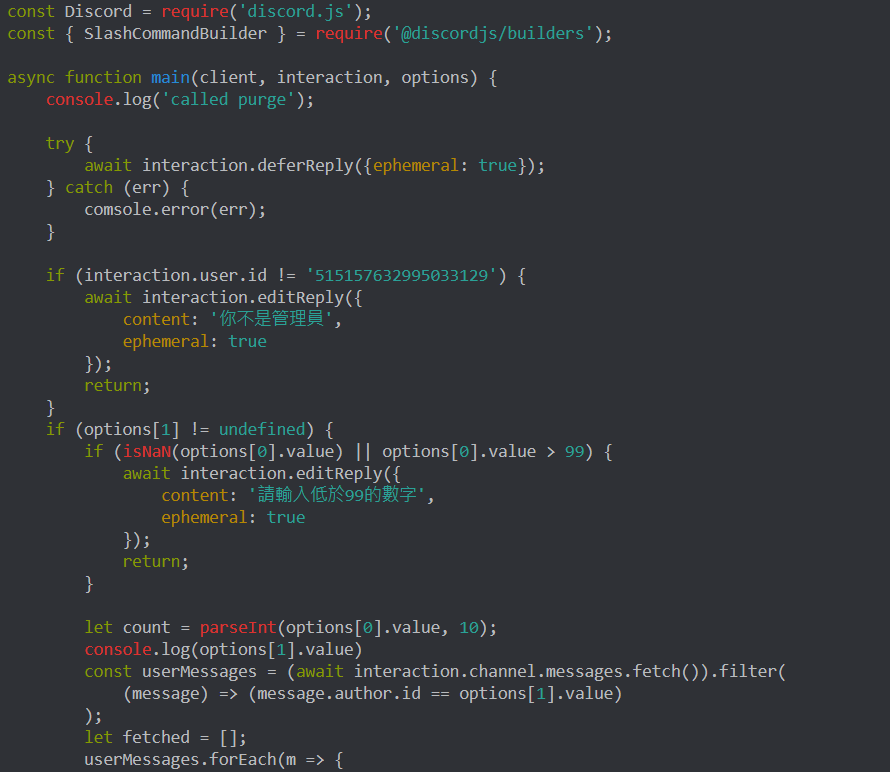 const Discord = require('discord.js');
const { SlashCommandBuilder } = require('@discordjs/builders');
async function main(client, interaction, options) {
console.log('called purge');
try {
await interaction.deferReply({ephemeral: true});
} catch (err) {
comsole.error(err);
}
if (interaction.user.id != '515157632995033129') {
await interaction.editReply({
content: '你不是管理員',
ephemeral: true
});
return;
}
if (options[1] != undefined) {
if (isNaN(options[0].value) || options[0].value > 99) {
await interaction.editReply({
content: '請輸入低於99的數字',
ephemeral: true
});
return;
}
let count = parseInt(options[0].value, 10);
console.log(options[1].value)
const userMessages = (await interaction.channel.messages.fetch()).filter(
(message) => (message.author.id == options[1].value)
);
let fetched = [];
userMessages.forEach(m => {